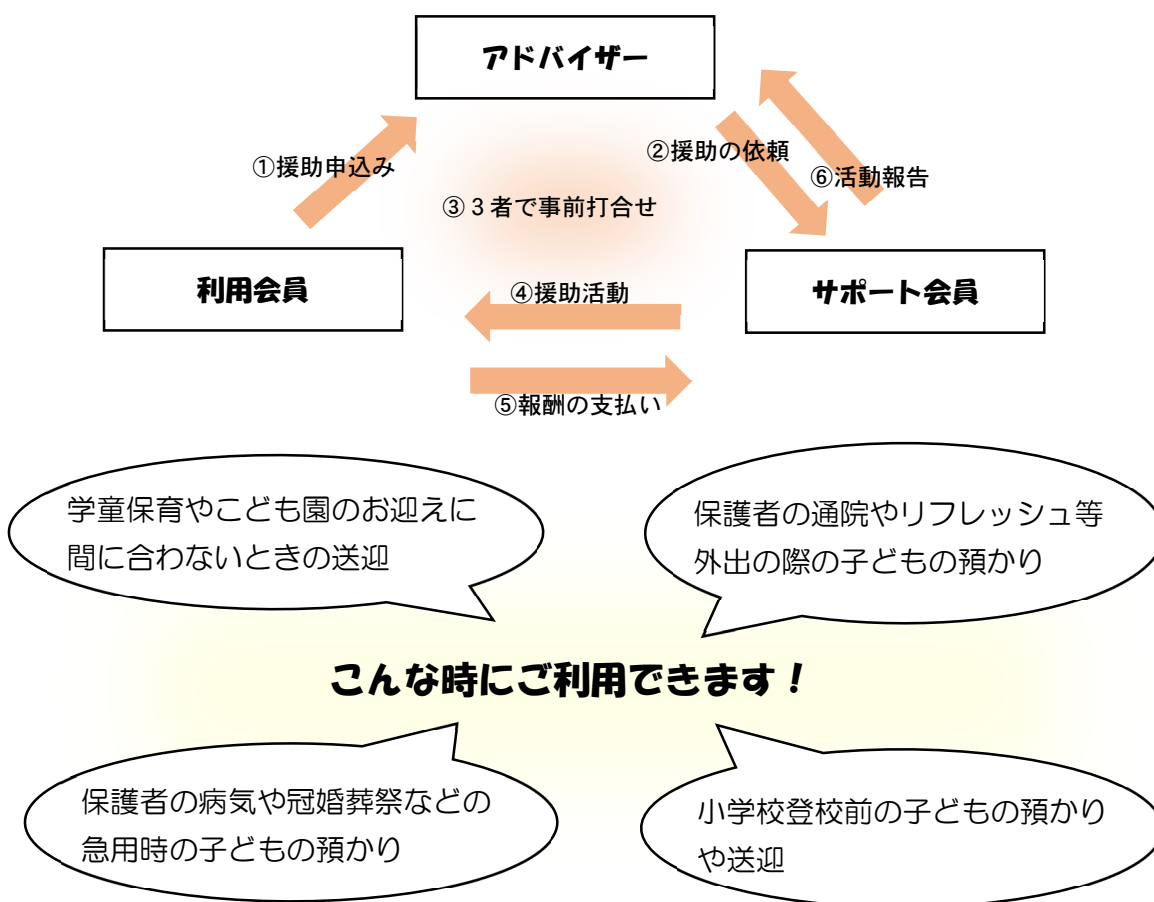 アドバイザー
①援助申込み
②援助の依頼
⑥活動報告
③３者で事前打合せ
利用会員
サポート会員
④援助活動
⑤報酬の支払い
学童保育やこども園のお迎えに
間に合わないときの送迎
保護者の通院やリフレッシュ等
外出の際の子どもの預かり
こんな時にご利用できます！
保護者の病気や冠婚葬祭などの
急用時の子どもの預かり
小学校登校前の子どもの預かり
や送迎